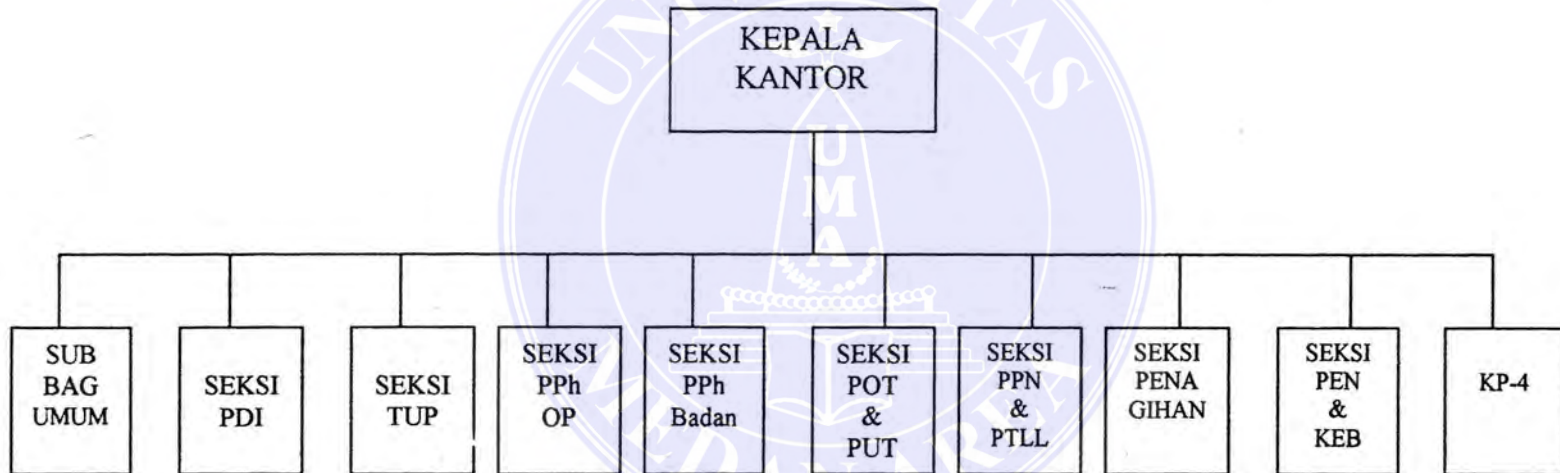 KEPALA
KANTOR
SUB
BAG
UMUM
SEKSI
PDI
SEKSI
TUP
SEKSI
PPh
OP
SEKSI
PPh
Badan
SEKSI
POT
&
PUT
SEKSI
PPN
&
PTLL
SEKSI
PENA
GIHAN
SEKSI
PEN
&
KEB
KP-4
UMA